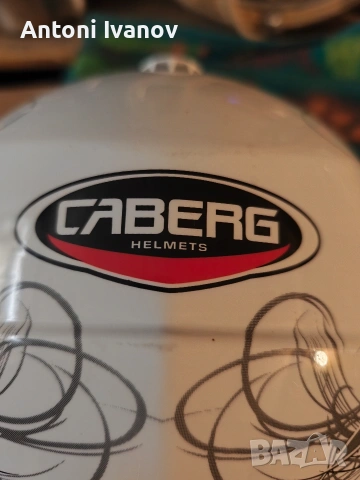 Antoni Ivanov
CABERG
HELMETS
BAZAR